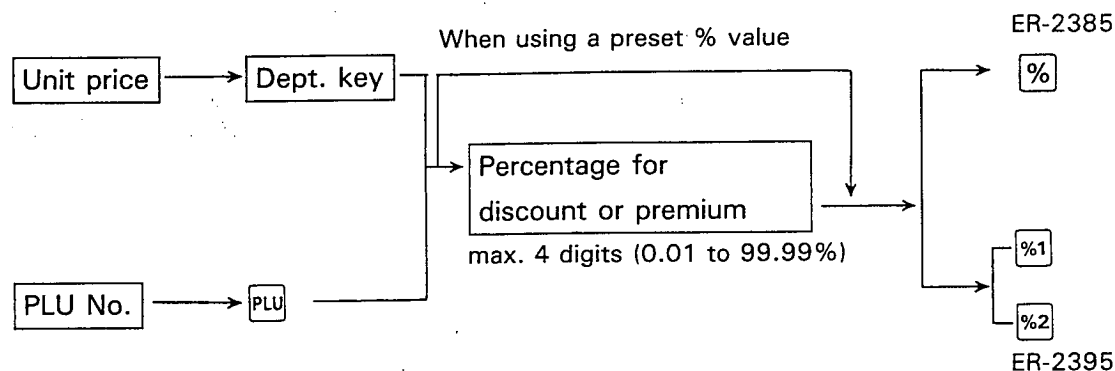 ER-2385
When using a preset % value
Unit price
Dept. key
%
Percentage for
discount or premium
max. 4 digits (0.01 to 99.99%)
%1
PLU No.
PLU
%2
ER-2395